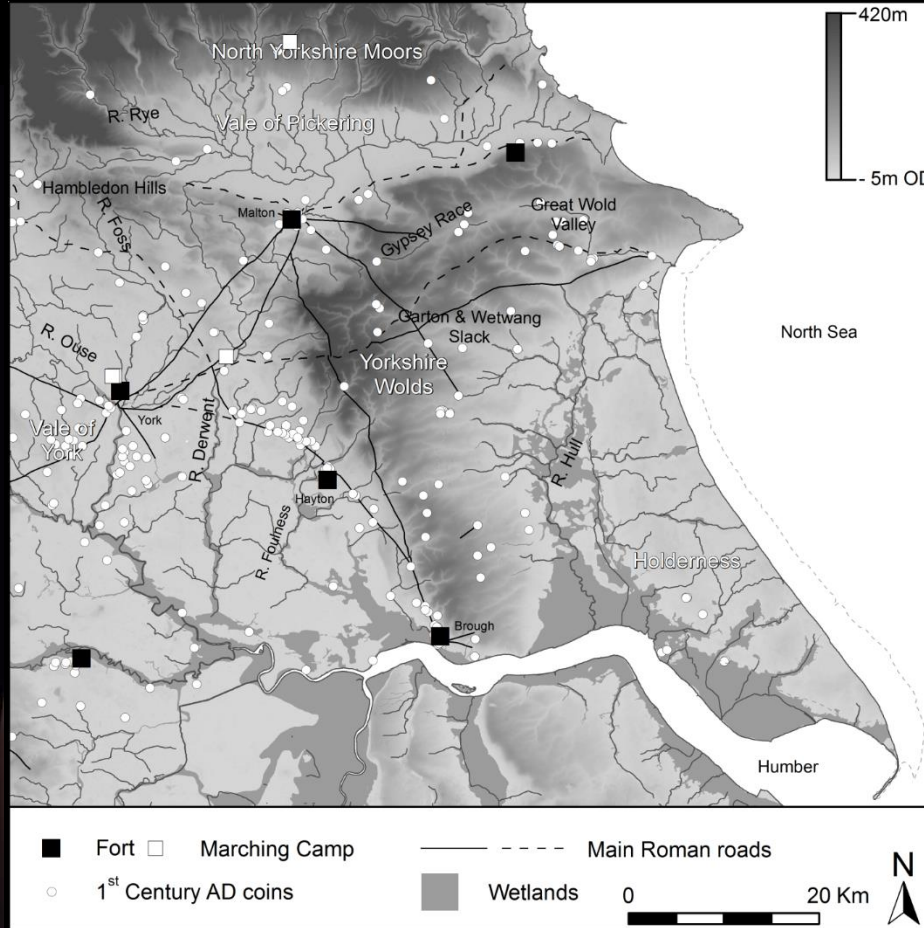 420m
- 5m OD
North Yorkshire Moors
R. Rye
Vale of Pickering
Hambledon Hills
R. Foss
Malton
Gypsey Race
Great Wold
Valley
North Sea
R. Ouse
Garton & Wetwang
Slack
Yorkshire
Wolds
York
Vale of
York
R. Derwent
R. Hull
Hayton
R. Foulness
Holderness
Brough
Humber
Fort
Marching Camp
Main Roman roads
1st Century AD coins
Wetlands
0
20 Km
N